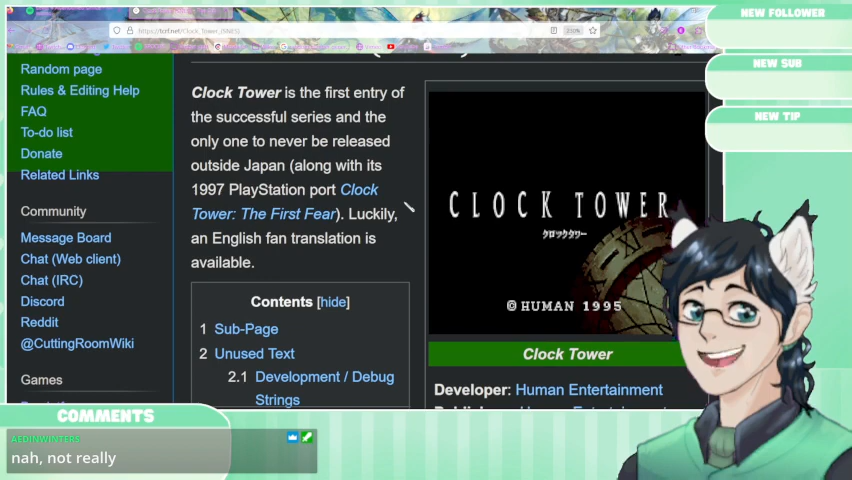 https://tcrf.net/Clock_Tower_(SNES)
NEW FOLLOWER
NEW SUB
NEW TIP
Random page
Rules & Editing Help
FAQ
To-do list
Donate
Related Links
Community
Message Board
Chat (Web client)
Chat (IRC)
Discord
Reddit
@CuttingRoomWiki
Games
Clock Tower is the first entry of
the successful series and the
only one to never be released
outside Japan (along with its
1997 PlayStation port Clock
Tower: The First Fear). Luckily,
an English fan translation is
available.
Contents [hide]
1 Sub-Page
2 Unused Text
2.1 Development / Debug
Strings
CLOCK TOWER
クロックタワー
© HUMAN 1995
Clock Tower
Developer: Human Entertainment
COMMENTS
AEDINWINTERS
nah, not really